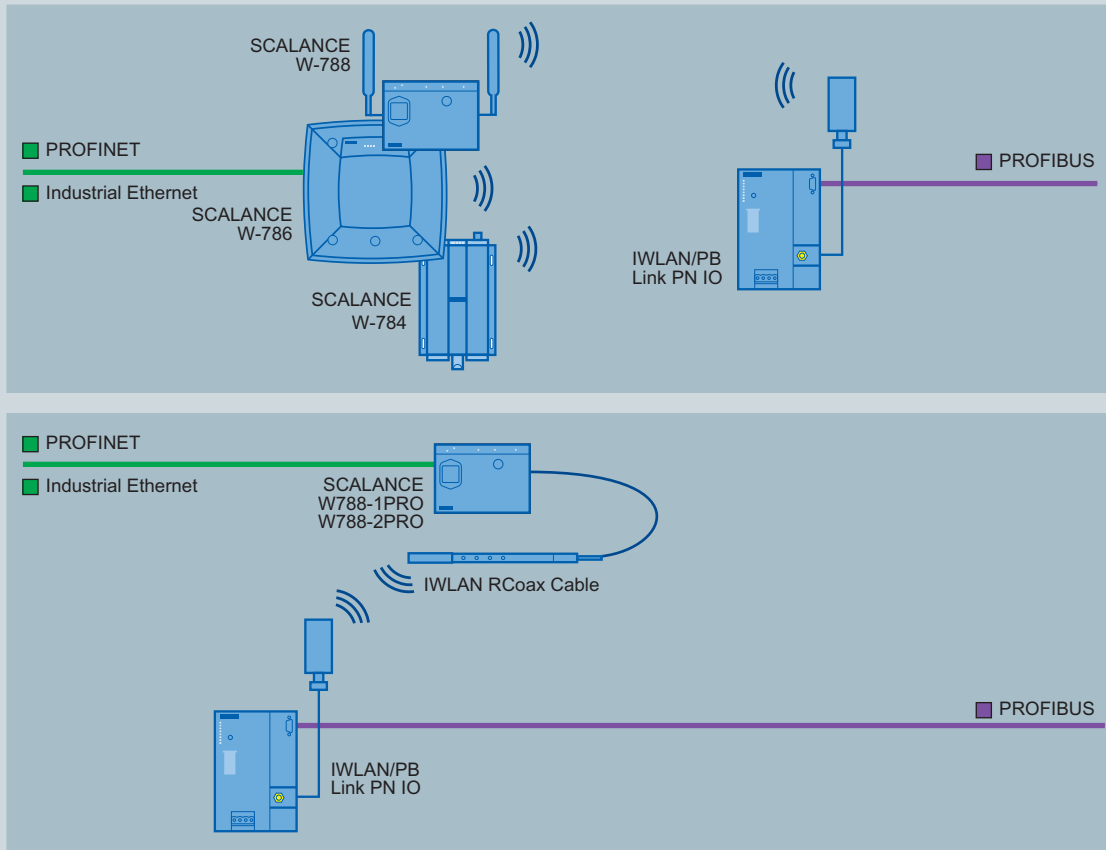 SCALANCE
W-788
PROFINET
Industrial Ethernet
SCALANCE
W-786
SCALANCE
W-784
PROFIBUS
IWLAN/PB
Link PN IO
PROFINET
Industrial Ethernet
SCALANCE
W788-1PRO
W788-2PRO
IWLAN RCoax Cable
PROFIBUS
IWLAN/PB
Link PN IO